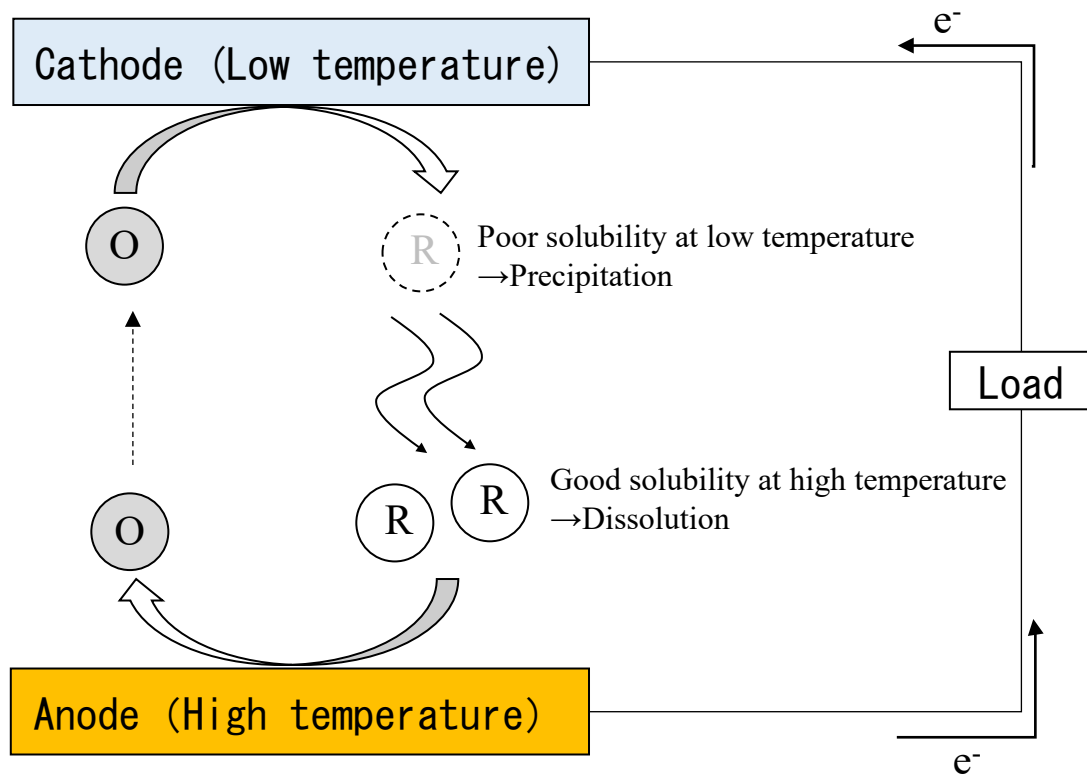 e-
Cathode (Low temperature)
O
R
Poor solubility at low temperature
→Precipitation
Load
O
R
R
Good solubility at high temperature
→Dissolution
Anode (High temperature)
e-